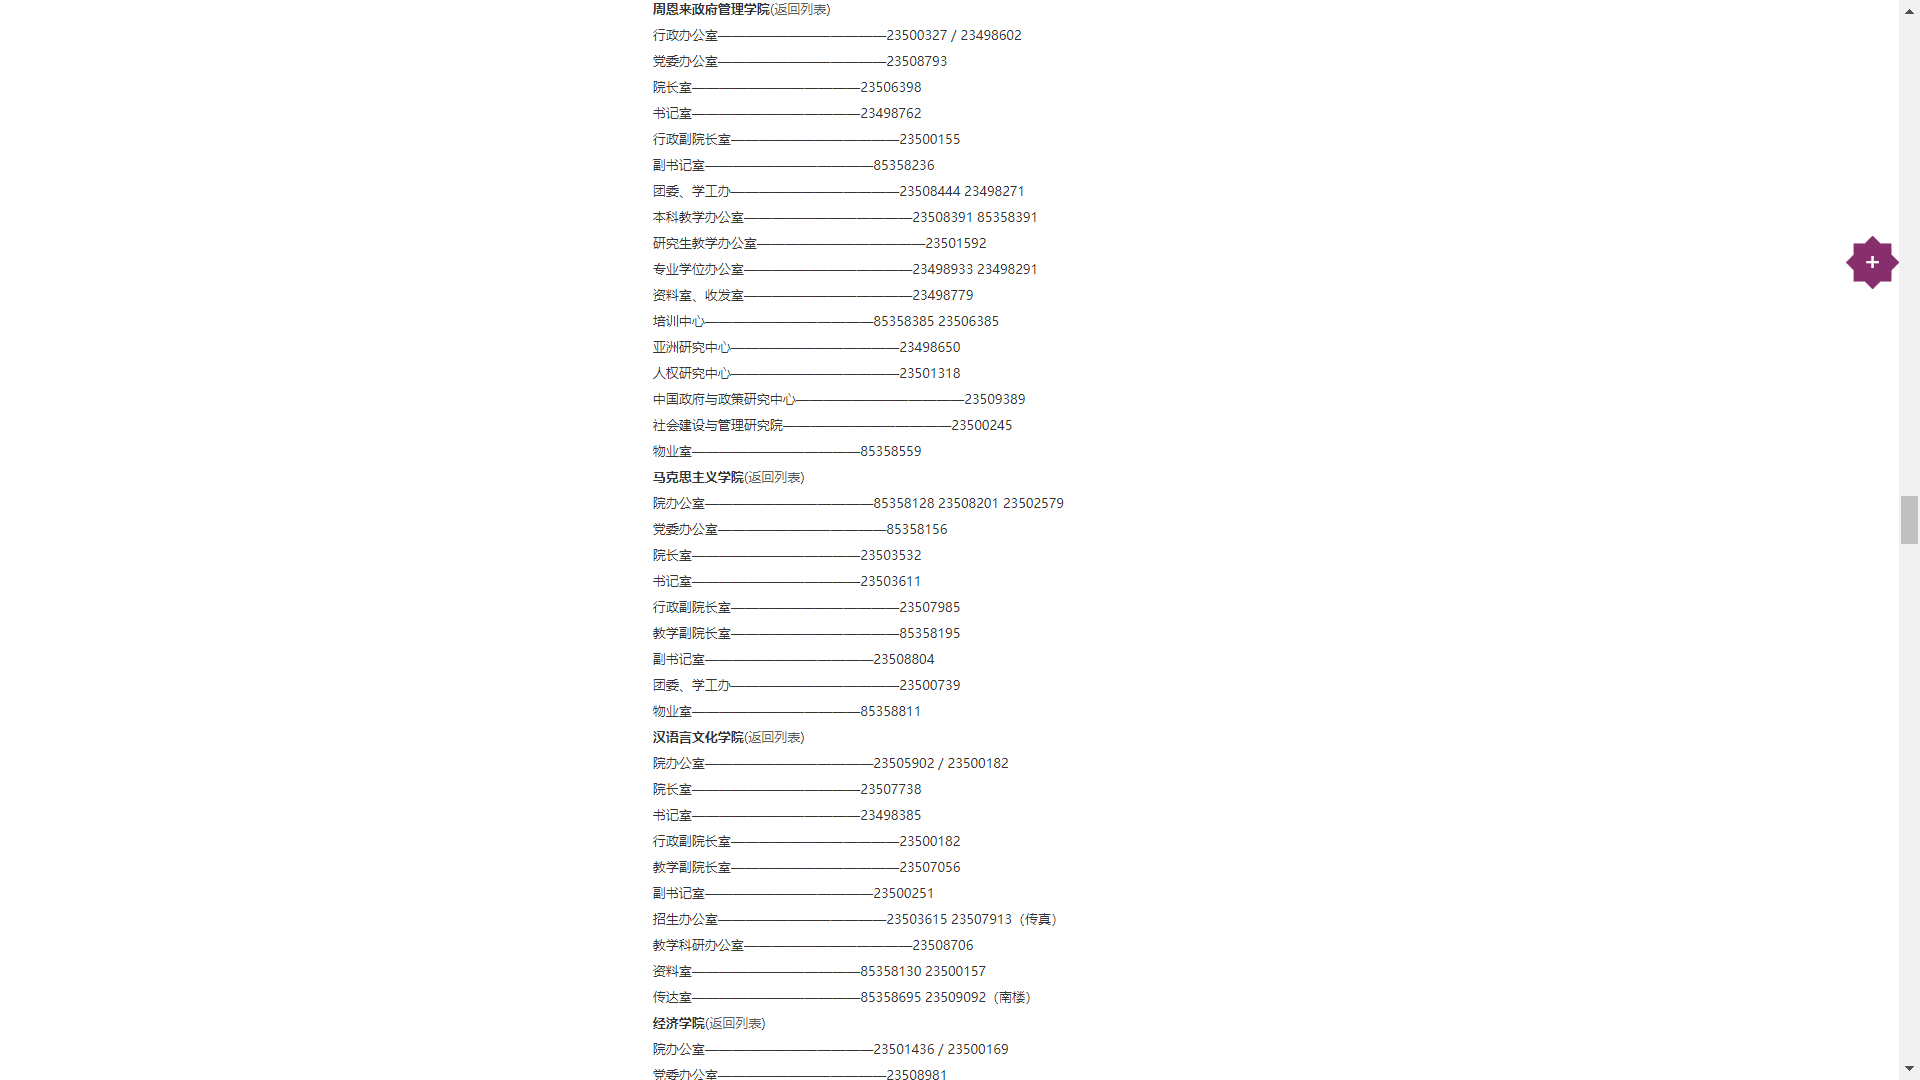 周恩来政府管理学院(返回列表)
行政办公室—————————————23500327 / 23498602
党委办公室—————————————23508793
院长室—————————————23506398
书记室—————————————23498762
行政副院长室—————————————23500155
副书记室—————————————85358236
团委、学工办—————————————23508444 23498271
本科教学办公室—————————————23508391 85358391
研究生教学办公室—————————————23501592
专业学位办公室—————————————23498933 23498291
资料室、收发室—————————————23498779
培训中心—————————————85358385 23506385
亚洲研究中心—————————————23498650
人权研究中心—————————————23501318
中国政府与政策研究中心—————————————23509389
社会建设与管理研究院—————————————23500245
物业室—————————————85358559
马克思主义学院(返回列表)
院办公室—————————————85358128 23508201 23502579
党委办公室—————————————85358156
院长室—————————————23503532
书记室—————————————23503611
行政副院长室—————————————23507985
教学副院长室—————————————85358195
副书记室—————————————23508804
团委、学工办—————————————23500739
物业室—————————————85358811
汉语言文化学院(返回列表)
院办公室—————————————23505902 / 23500182
院长室—————————————23507738
书记室—————————————23498385
行政副院长室—————————————23500182
教学副院长室—————————————23507056
副书记室—————————————23500251
招生办公室—————————————23503615 23507913（传真）
教学科研办公室—————————————23508706
资料室—————————————85358130 23500157
传达室—————————————85358695 23509092（南楼）
经济学院(返回列表)
院办公室—————————————23501436 / 23500169
党委办公室—————————————23508981
+